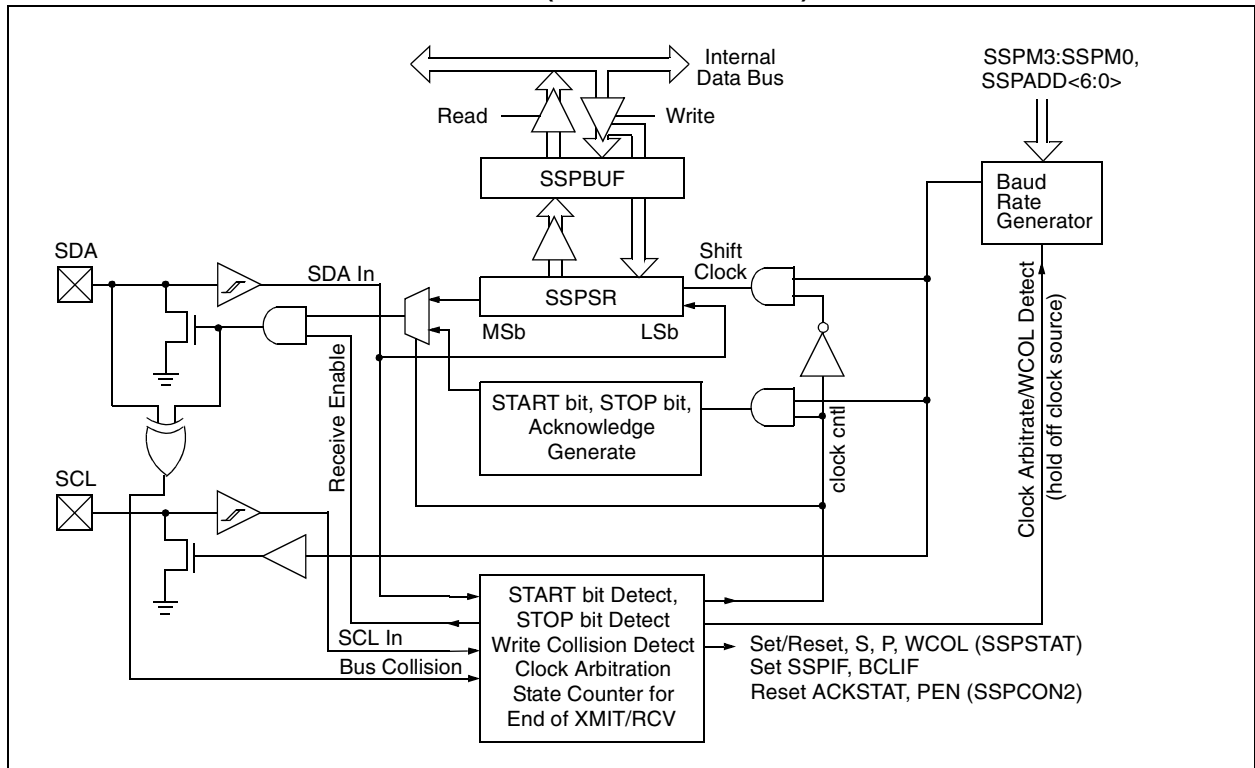 Internal
Data Bus
SSPM3:SSPM0,
SSPADD<6:0>
Read
Write
SSPBUF
Baud
Rate
Generator
SDA
SDA In
Shift
Clock
SSPSR
MSb
LSb
START bit, STOP bit,
Acknowledge
Generate
Receive Enable
clock cntl
Clock Arbitrate/WCOL Detect
(hold off clock source)
SCL
SCL In
Bus Collision
START bit Detect,
STOP bit Detect
Write Collision Detect
Clock Arbitration
State Counter for
End of XMIT/RCV
Set/Reset, S, P, WCOL (SSPSTAT)
Set SSPIF, BCLIF
Reset ACKSTAT, PEN (SSPCON2)